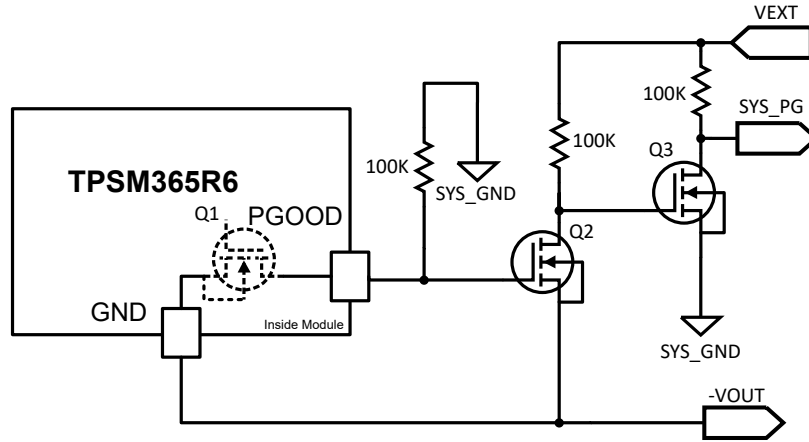 VEXT
100K
SYS_PG
100K
Q3
100K
TPSM365R6
SYS_GND
Q1
PGOOD
Q2
GND
Inside Module
SYS_GND
-VOUT